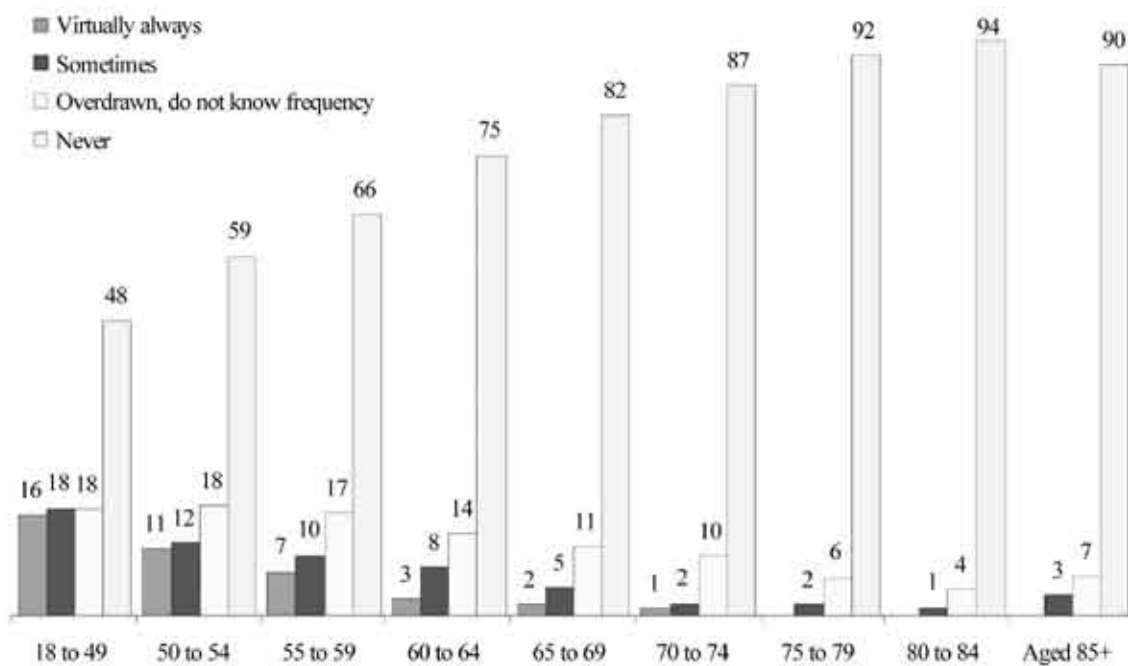 Virtually always
Sometimes
Overdrawn, do not know frequency
Never
16 18 18 48
11 12 18 59
7 10 17 66
3 8 14 75
2 5 11 82
1 2 10 87
2 6 92
1 4 94
3 7 90
18 to 49 50 to 54 55 to 59 60 to 64 65 to 69 70 to 74 75 to 79 80 to 84 Aged 85+